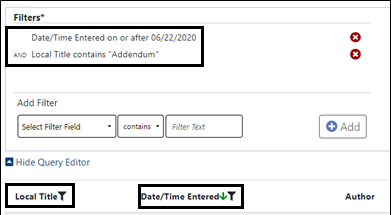 Filters*
Date/Time Entered on or after 06/22/2020
AND Local Title contains "Addendum"
Add Filter
Select Filter Field contains Filter Text Add
Hide Query Editor
Local Title Date/Time Entered Author